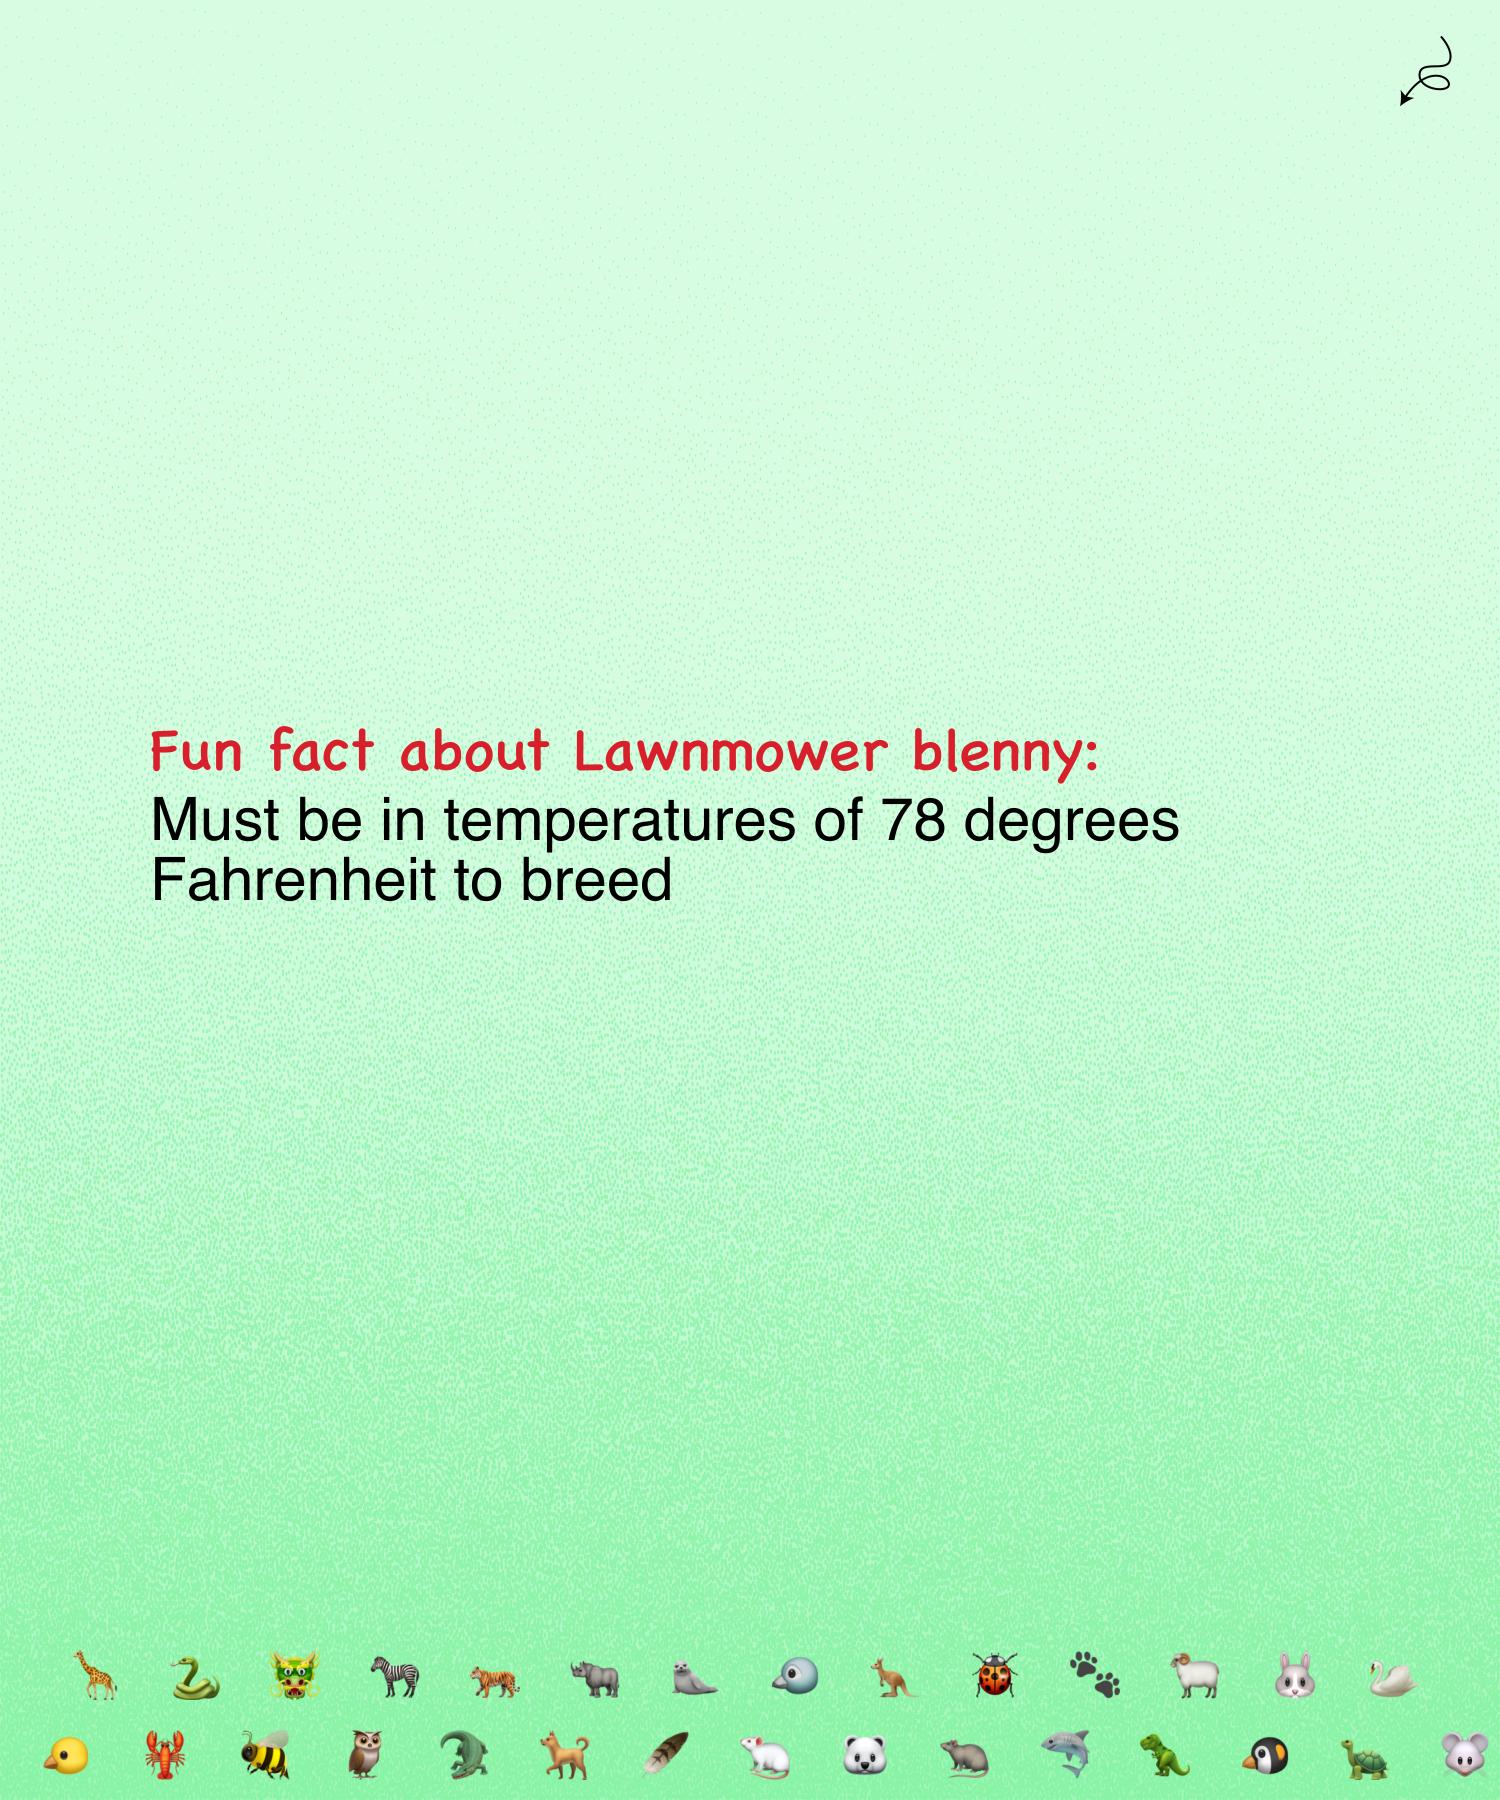 Fun fact about Lawnmower blenny:
Must be in temperatures of 78 degrees
Fahrenheit to breed